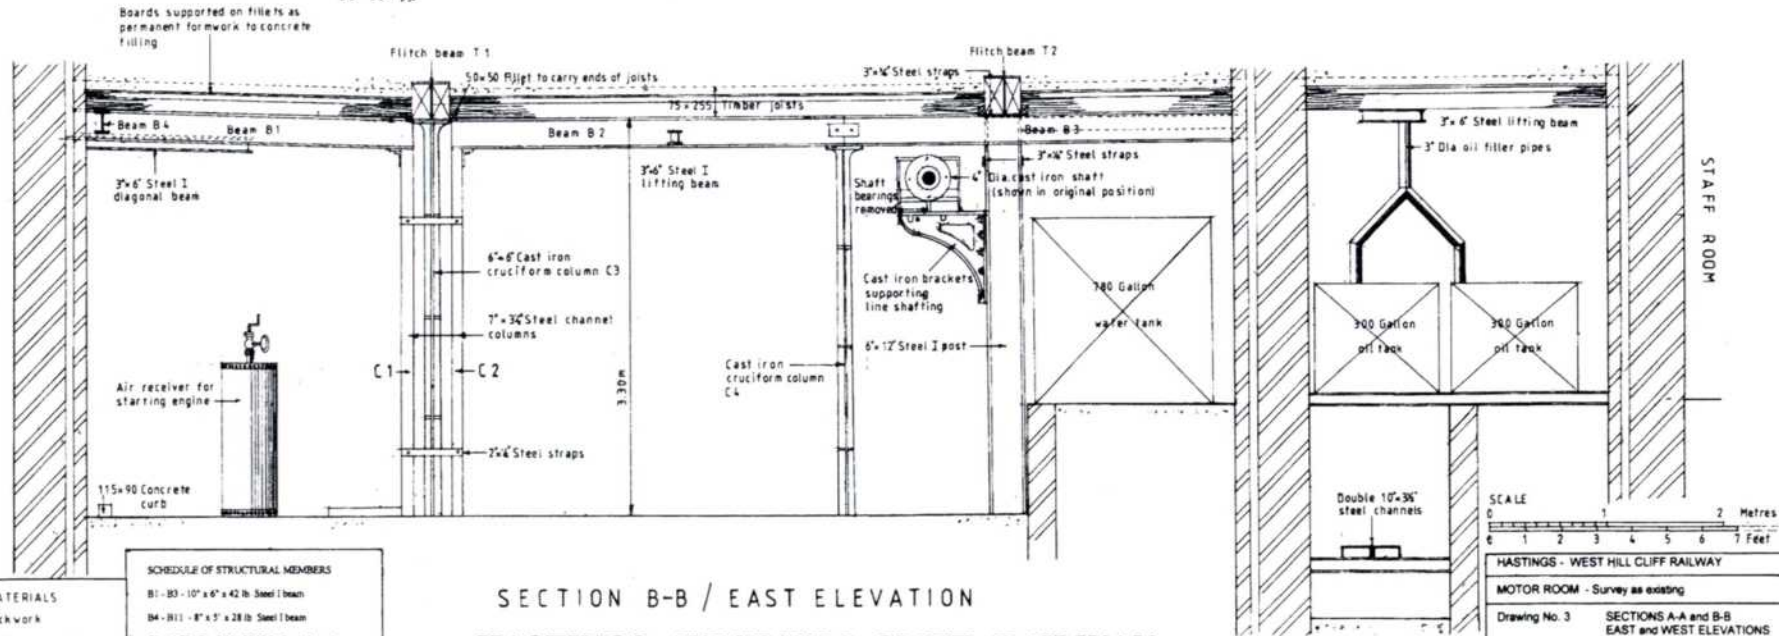 Boards supported on fillets as
permanent formwork to concrete
filling
Flitch beam T 1
50×50 Fillet to carry ends of joists
Flitch beam T 2
3"×¼" Steel straps
75 × 255 Timber joists
Beam B4
Beam B1
Beam B2
Beam B3
3"×6" Steel I
diagonal beam
3"×6" Steel I
lifting beam
3"×¼" Steel straps
Shaft
bearings
removed
4" Dia.cast iron shaft
(shown in original position)
3"× 6" Steel lifting beam
3" Dia oil filler pipes
STAFF ROOM
6"×6" Cast iron
cruciform column C3
Cast iron brackets
supporting
line shafting
7" × 3½" Steel channel
columns
780 Gallon
water tank
300 Gallon
oil tank
300 Gallon
oil tank
6"× 12" Steel I post
C 1
C 2
3.30m
Cast iron
cruciform column
C4
Air receiver for
starting engine
2"×¼" Steel straps
115×90 Concrete
curb
Double 10"×3½"
steel channels
SCALE
0 1 2 Metres
1 2 3 4 5 6 7 Feet
SCHEDULE OF STRUCTURAL MEMBERS
B1 - B3 - 10" x 6" x 42 lb Steel I beam
B4 - B11 - 8" x 5" x 28 lb Steel I beam
SECTION B-B / EAST ELEVATION
HASTINGS - WEST HILL CLIFF RAILWAY
MOTOR ROOM - Survey as existing
Drawing No. 3 SECTIONS A-A and B-B
EAST and WEST ELEVATIONS